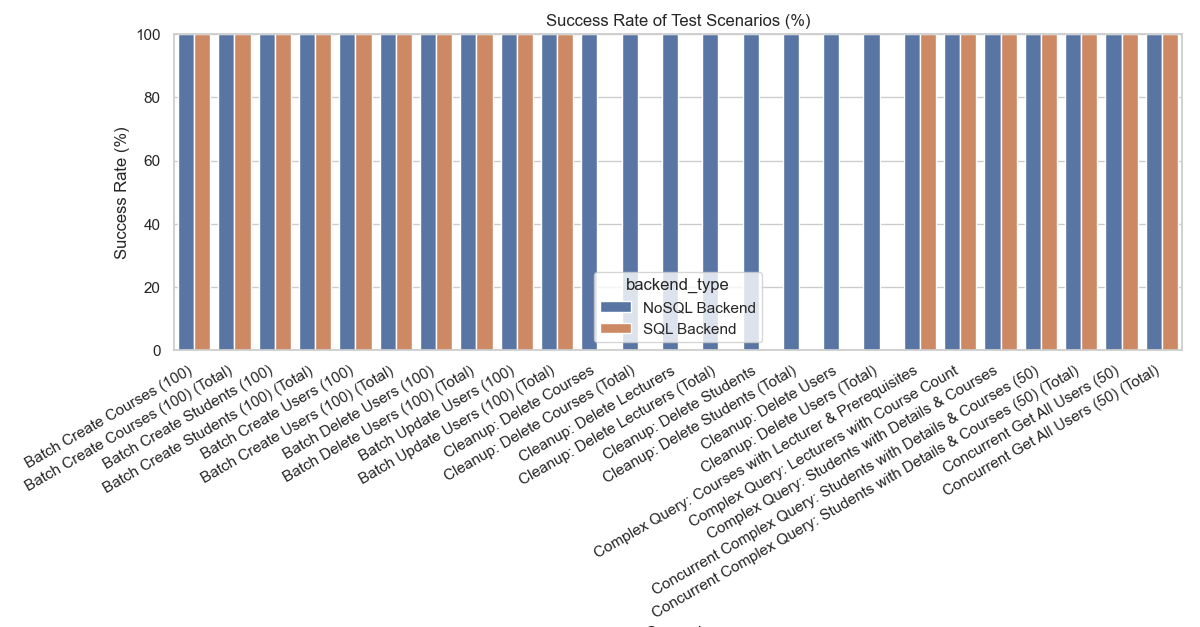 Success Rate of Test Scenarios (%)
Success Rate (%)
100
80
60
40
20
0
backend_type
NoSQL Backend
SQL Backend
Batch Create Courses (100)
Batch Create Courses (100) (Total)
Batch Create Students (100)
Batch Create Students (100) (Total)
Batch Create Users (100)
Batch Create Users (100) (Total)
Batch Delete Users (100)
Batch Delete Users (100) (Total)
Batch Update Users (100)
Batch Update Users (100) (Total)
Cleanup: Delete Courses
Cleanup: Delete Courses (Total)
Cleanup: Delete Lecturers
Cleanup: Delete Lecturers (Total)
Cleanup: Delete Students
Cleanup: Delete Students (Total)
Cleanup: Delete Users
Cleanup: Delete Users (Total)
Complex Query: Courses with Lecturer & Prerequisites
Complex Query: Lecturers with Course Count
Complex Query: Students with Details & Courses
Concurrent Complex Query: Students with Details & Courses (50)
Concurrent Complex Query: Students with Details & Courses (50) (Total)
Concurrent Get All Users (50)
Concurrent Get All Users (50) (Total)